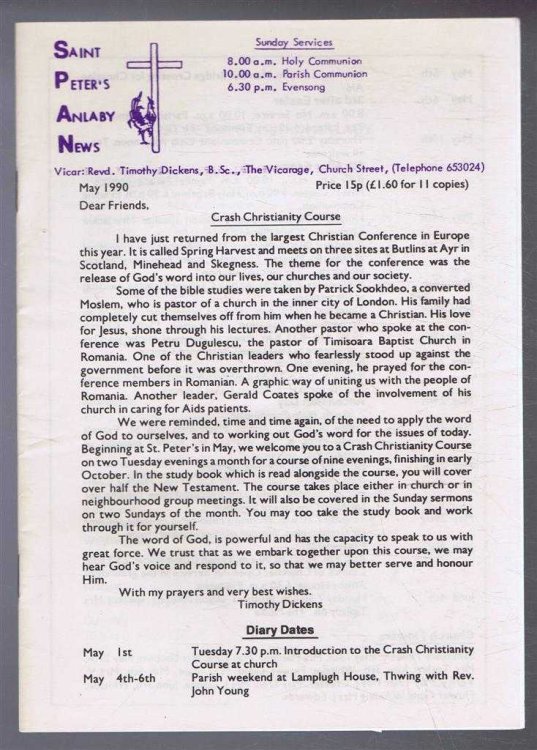 SAINT
PETER'S
ANLABY
NEWS
Sunday Services
8.00 a.m. Holy Communion
10.00 a.m. Parish Communion
6.30 p.m. Evensong
Vicar: Revd. Timothy Dickens, B.Sc., The Vicarage, Church Street, (Telephone 653024)
May 1990 Price 15p (£1.60 for 11 copies)
Dear Friends,
Crash Christianity Course
I have just returned from the largest Christian Conference in Europe
this year. It is called Spring Harvest and meets on three sites at Butlins at Ayr in
Scotland, Minehead and Skegness. The theme for the conference was the
release of God's word into our lives, our churches and our society.
Some of the bible studies were taken by Patrick Sookhdeo, a converted
Moslem, who is pastor of a church in the inner city of London. His family had
completely cut themselves off from him when he became a Christian. His love
for Jesus, shone through his lectures. Another pastor who spoke at the con-
ference was Petru Dugulescu, the pastor of Timisoara Baptist Church in
Romania. One of the Christian leaders who fearlessly stood up against the
government before it was overthrown. One evening, he prayed for the con-
ference members in Romanian. A graphic way of uniting us with the people of
Romania. Another leader, Gerald Coates spoke of the involvement of his
church in caring for Aids patients.
We were reminded, time and time again, of the need to apply the word
of God to ourselves, and to working out God's word for the issues of today.
Beginning at St. Peter's in May, we welcome you to a Crash Christianity Course
on two Tuesday evenings a month for a course of nine evenings, finishing in early
October. In the study book which is read alongside the course, you will cover
over half the New Testament. The course takes place either in church or in
neighbourhood group meetings. It will also be covered in the Sunday sermons
on two Sundays of the month. You may too take the study book and work
through it for yourself.
The word of God, is powerful and has the capacity to speak to us with
great force. We trust that as we embark together upon this course, we may
hear God's voice and respond to it, so that we may better serve and honour
Him.
With my prayers and very best wishes.
Timothy Dickens
Diary Dates
May 1st Tuesday 7.30 p.m. Introduction to the Crash Christianity
Course at church
May 4th-6th Parish weekend at Lamplugh House, Thwing with Rev.
John Young